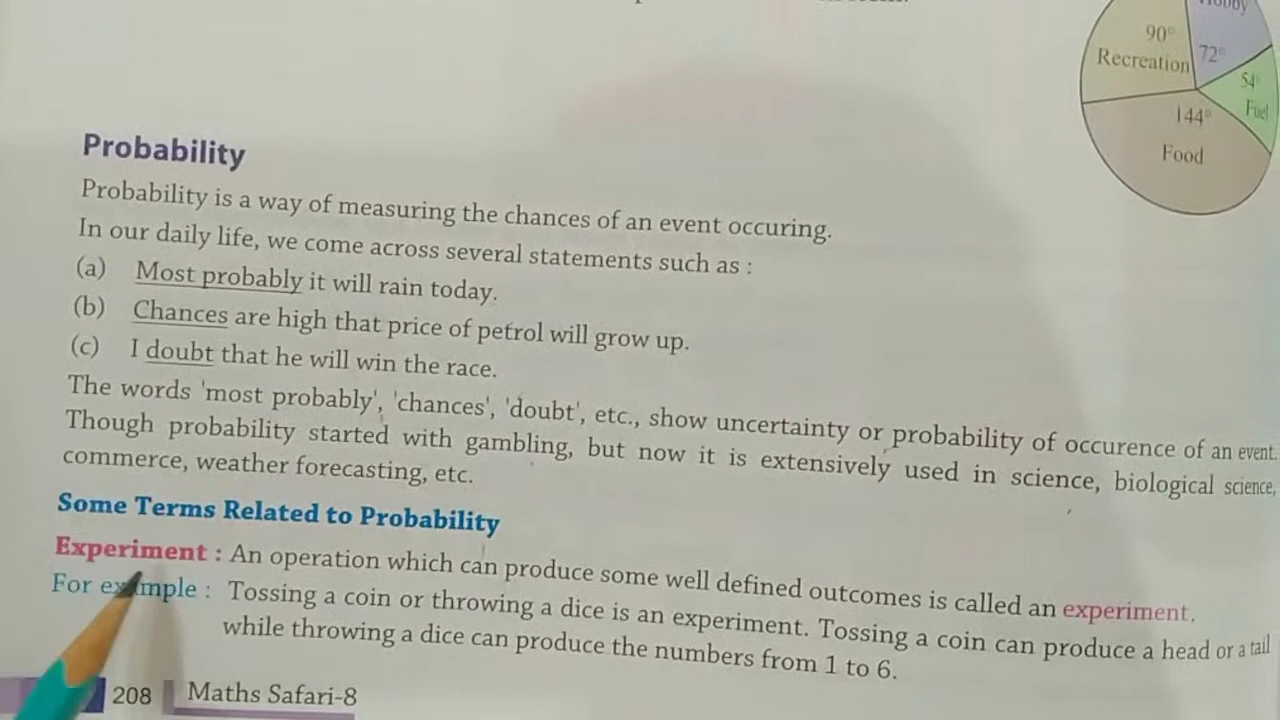 Hobby
90°
72°
Recreation
54°
Fuel
144°
Food
Probability
Probability is a way of measuring the chances of an event occuring.
In our daily life, we come across several statements such as :
(a) Most probably it will rain today.
(b) Chances are high that price of petrol will grow up.
(c) I doubt that he will win the race.
The words 'most probably', 'chances', 'doubt', etc., show uncertainty or probability of occurence of an event.
Though probability started with gambling, but now it is extensively used in science, biological science,
commerce, weather forecasting, etc.
Some Terms Related to Probability
Experiment : An operation which can produce some well defined outcomes is called an experiment.
For example : Tossing a coin or throwing a dice is an experiment. Tossing a coin can produce a head or a tail
while throwing a dice can produce the numbers from 1 to 6.
208 Maths Safari-8